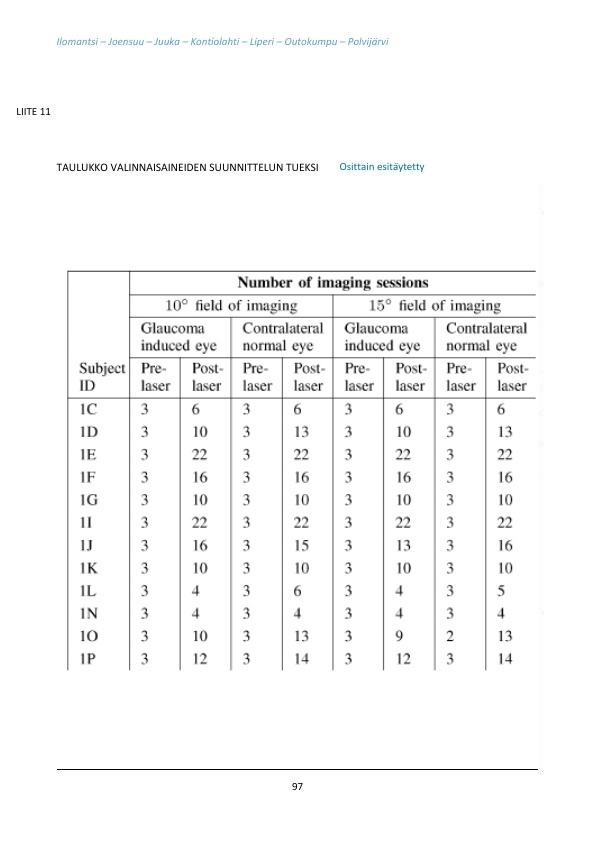 Ilomantsi – Joensuu – Juuka – Kontiolahti – Liperi – Outokumpu – Polvijärvi
LIITE 11
TAULUKKO VALINNAISAINEIDEN SUUNNITTELUN TUEKSI Osittain esitäytetty
Number of imaging sessions
10° field of imaging 15° field of imaging
Glaucoma Contralateral Glaucoma Contralateral
induced eye normal eye induced eye normal eye
Subject Pre- Post- Pre- Post- Pre- Post- Pre- Post-
ID laser laser laser laser laser laser laser laser
1C 3 6 3 6 3 6 3 6
1D 3 10 3 13 3 10 3 13
1E 3 22 3 22 3 22 3 22
1F 3 16 3 16 3 16 3 16
1G 3 10 3 10 3 10 3 10
1I 3 22 3 22 3 22 3 22
1J 3 16 3 15 3 13 3 16
1K 3 10 3 10 3 10 3 10
1L 3 4 3 6 3 4 3 5
1N 3 4 3 4 3 4 3 4
1O 3 10 3 13 3 9 2 13
1P 3 12 3 14 3 12 3 14
97